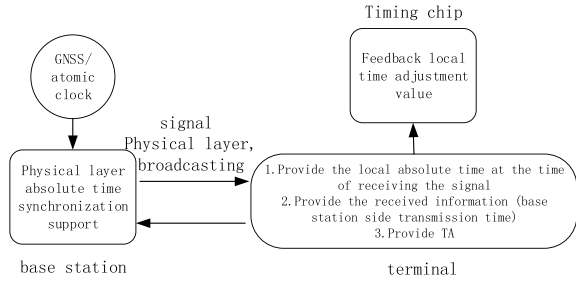 Timing chip
GNSS/
atomic
clock
Feedback local
time adjustment
value
signal
Physical layer,
broadcasting
Physical layer
absolute time
synchronization
support
1.Provide the local absolute time at the time
of receiving the signal
2.Provide the received information (base
station side transmission time)
3.Provide TA
base station
terminal